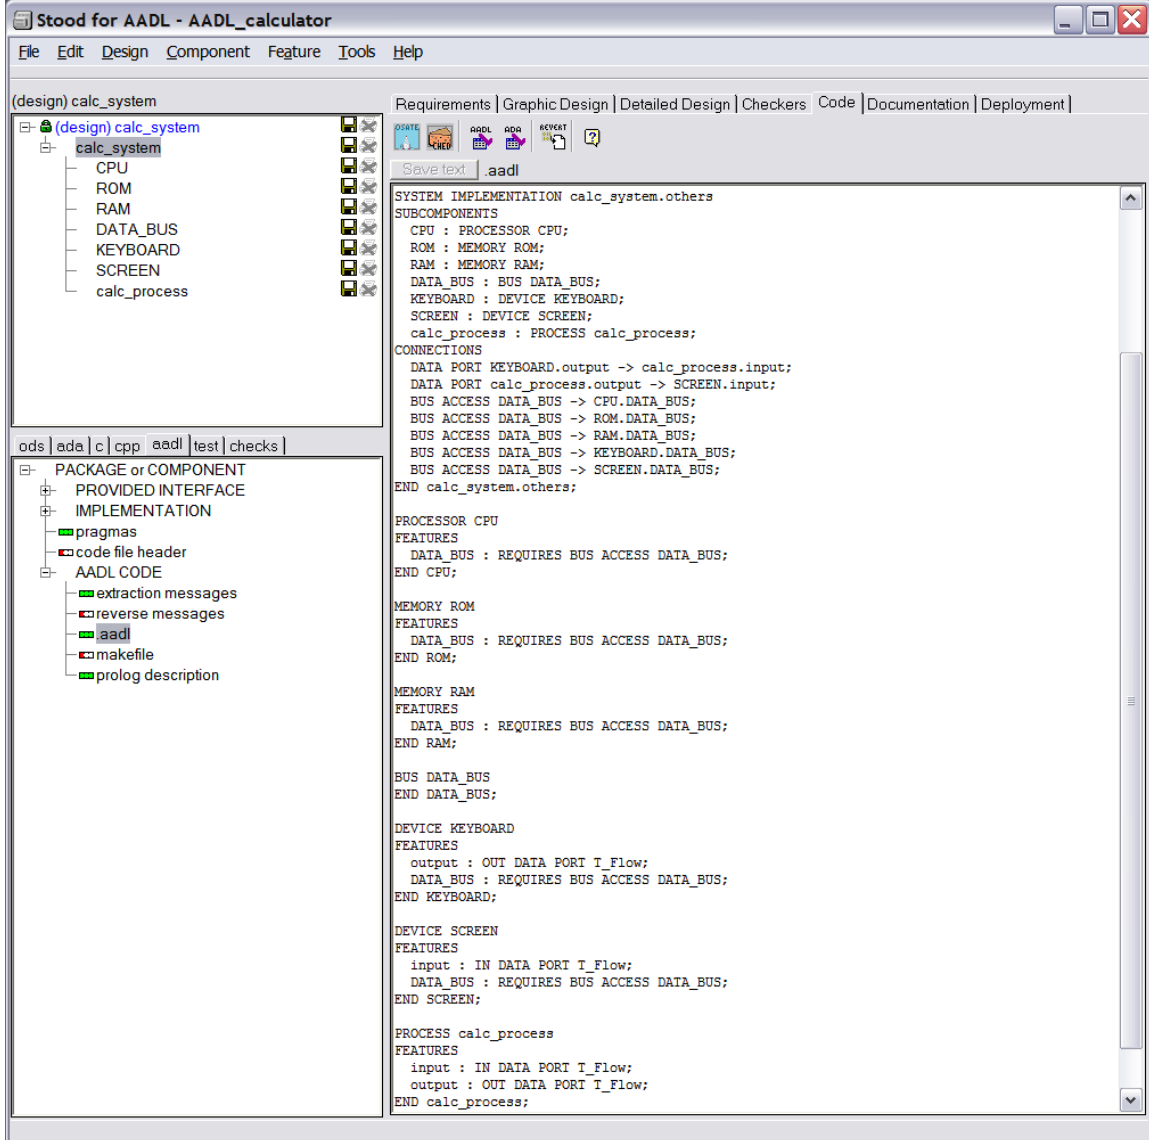 Stood for AADL - AADL_calculator
File Edit Design Component Feature Tools Help
(design) calc_system
(design) calc_system
calc_system
CPU
ROM
RAM
DATA_BUS
KEYBOARD
SCREEN
calc_process
ods ada c cpp aadl test checks
PACKAGE or COMPONENT
PROVIDED INTERFACE
IMPLEMENTATION
pragmas
code file header
AADL CODE
extraction messages
reverse messages
.aadl
makefile
prolog description
Requirements Graphic Design Detailed Design Checkers Code Documentation Deployment
OSATE CHED AADL ADA REVERT ?
Save text .aadl
SYSTEM IMPLEMENTATION calc_system.others
SUBCOMPONENTS
CPU : PROCESSOR CPU;
ROM : MEMORY ROM;
RAM : MEMORY RAM;
DATA_BUS : BUS DATA_BUS;
KEYBOARD : DEVICE KEYBOARD;
SCREEN : DEVICE SCREEN;
calc_process : PROCESS calc_process;
CONNECTIONS
DATA PORT KEYBOARD.output -> calc_process.input;
DATA PORT calc_process.output -> SCREEN.input;
BUS ACCESS DATA_BUS -> CPU.DATA_BUS;
BUS ACCESS DATA_BUS -> ROM.DATA_BUS;
BUS ACCESS DATA_BUS -> RAM.DATA_BUS;
BUS ACCESS DATA_BUS -> KEYBOARD.DATA_BUS;
BUS ACCESS DATA_BUS -> SCREEN.DATA_BUS;
END calc_system.others;
PROCESSOR CPU
FEATURES
DATA_BUS : REQUIRES BUS ACCESS DATA_BUS;
END CPU;
MEMORY ROM
FEATURES
DATA_BUS : REQUIRES BUS ACCESS DATA_BUS;
END ROM;
MEMORY RAM
FEATURES
DATA_BUS : REQUIRES BUS ACCESS DATA_BUS;
END RAM;
BUS DATA_BUS
END DATA_BUS;
DEVICE KEYBOARD
FEATURES
output : OUT DATA PORT T_Flow;
DATA_BUS : REQUIRES BUS ACCESS DATA_BUS;
END KEYBOARD;
DEVICE SCREEN
FEATURES
input : IN DATA PORT T_Flow;
DATA_BUS : REQUIRES BUS ACCESS DATA_BUS;
END SCREEN;
PROCESS calc_process
FEATURES
input : IN DATA PORT T_Flow;
output : OUT DATA PORT T_Flow;
END calc_process;